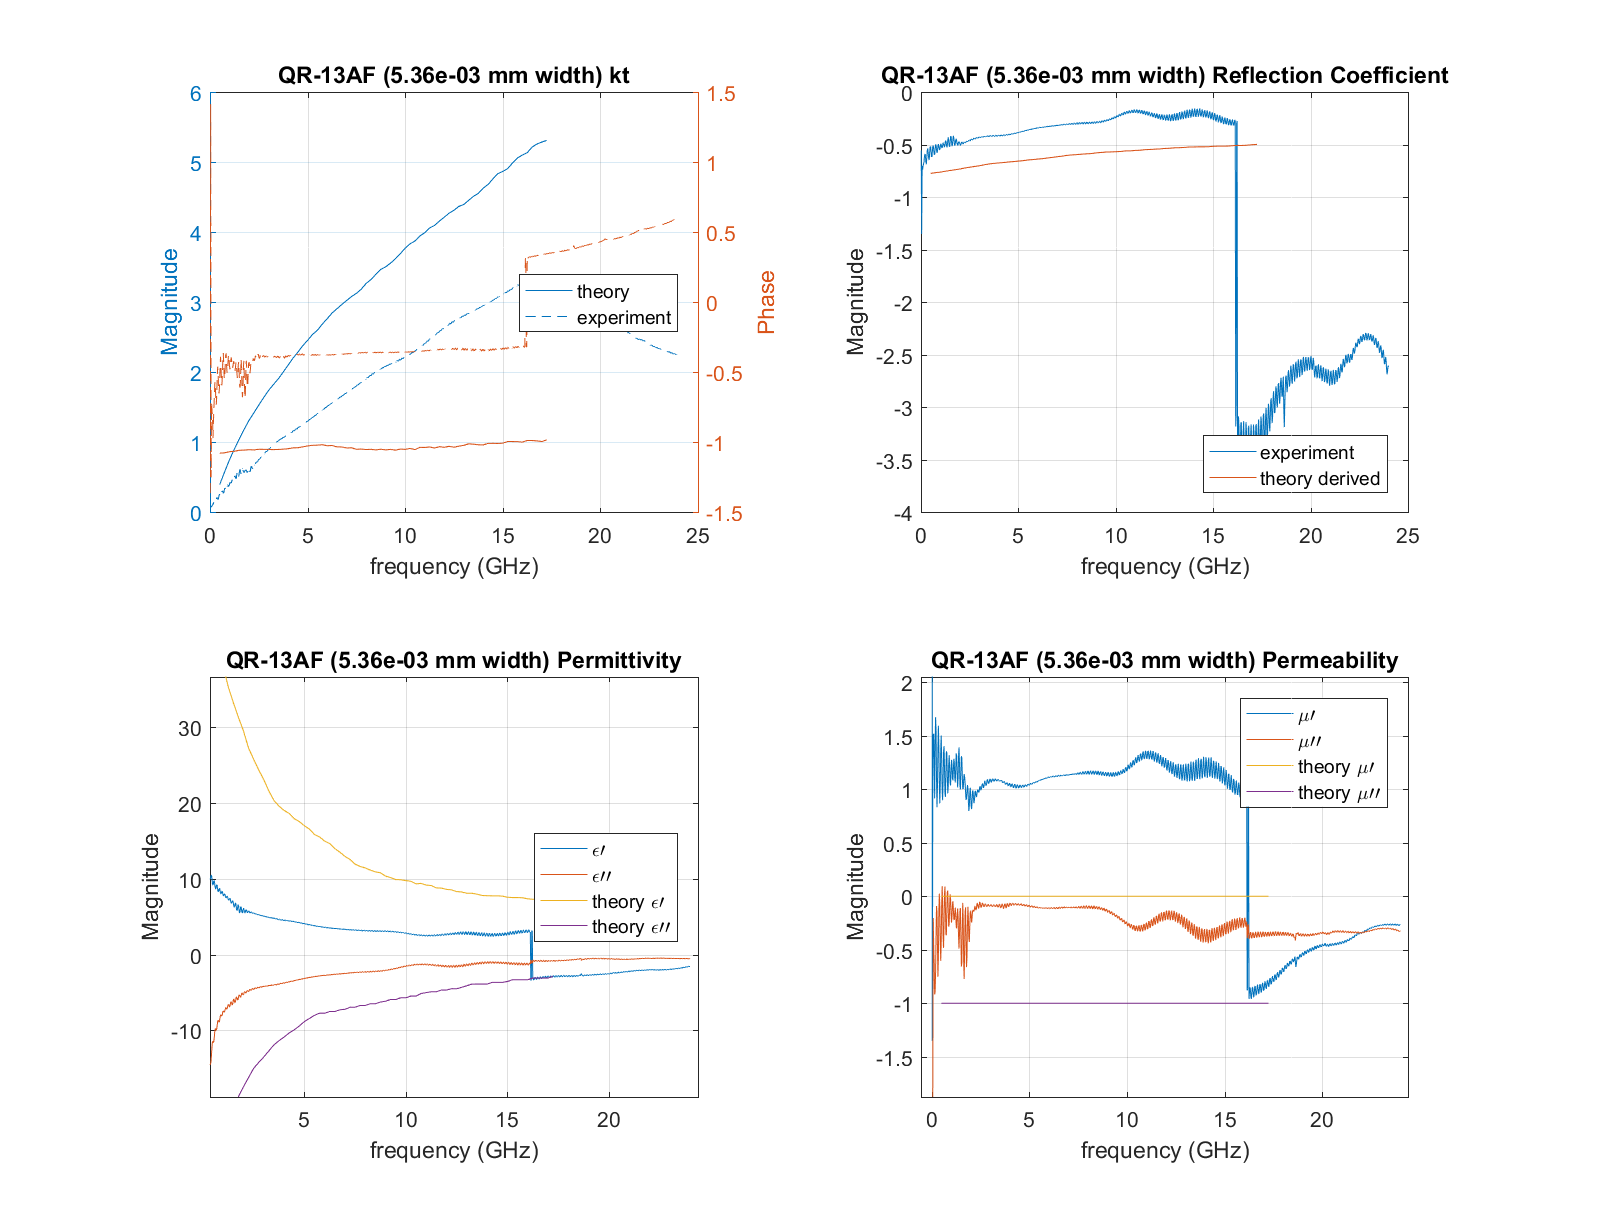 QR-13AF (5.36e-03 mm width) kt
6
5
4
3
2
1
0
Magnitude
1.5
1
0.5
0
-0.5
-1
-1.5
Phase
theory
experiment
0 5 10 15 20 25
frequency (GHz)
QR-13AF (5.36e-03 mm width) Reflection Coefficient
0
-0.5
-1
-1.5
-2
-2.5
-3
-3.5
-4
Magnitude
experiment
theory derived
0 5 10 15 20 25
frequency (GHz)
QR-13AF (5.36e-03 mm width) Permittivity
30
20
10
0
-10
Magnitude
ϵ′
ϵ′′
theory ϵ′
theory ϵ′′
5 10 15 20
frequency (GHz)
QR-13AF (5.36e-03 mm width) Permeability
2
1.5
1
0.5
0
-0.5
-1
-1.5
Magnitude
μ′
μ′′
theory μ′
theory μ′′
0 5 10 15 20
frequency (GHz)